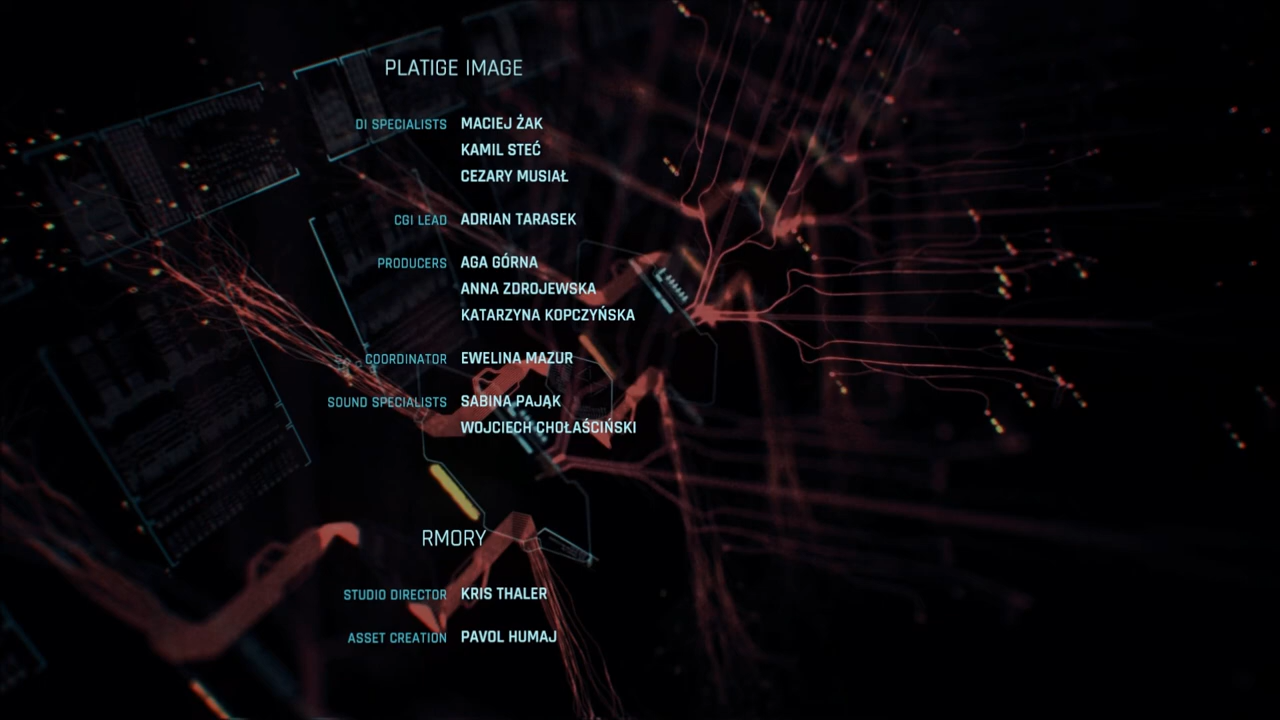 PLATIGE IMAGE
DI SPECIALISTS MACIEJ ŻAK
KAMIL STEĆ
CEZARY MUSIAŁ
CGI LEAD ADRIAN TARASEK
PRODUCERS AGA GÓRNA
ANNA ZDROJEWSKA
KATARZYNA KOPCZYŃSKA
COORDINATOR EWELINA MAZUR
SOUND SPECIALISTS SABINA PAJĄK
WOJCIECH CHOŁAŚCIŃSKI
RMORY
STUDIO DIRECTOR KRIS THALER
ASSET CREATION PAVOL HUMAJ